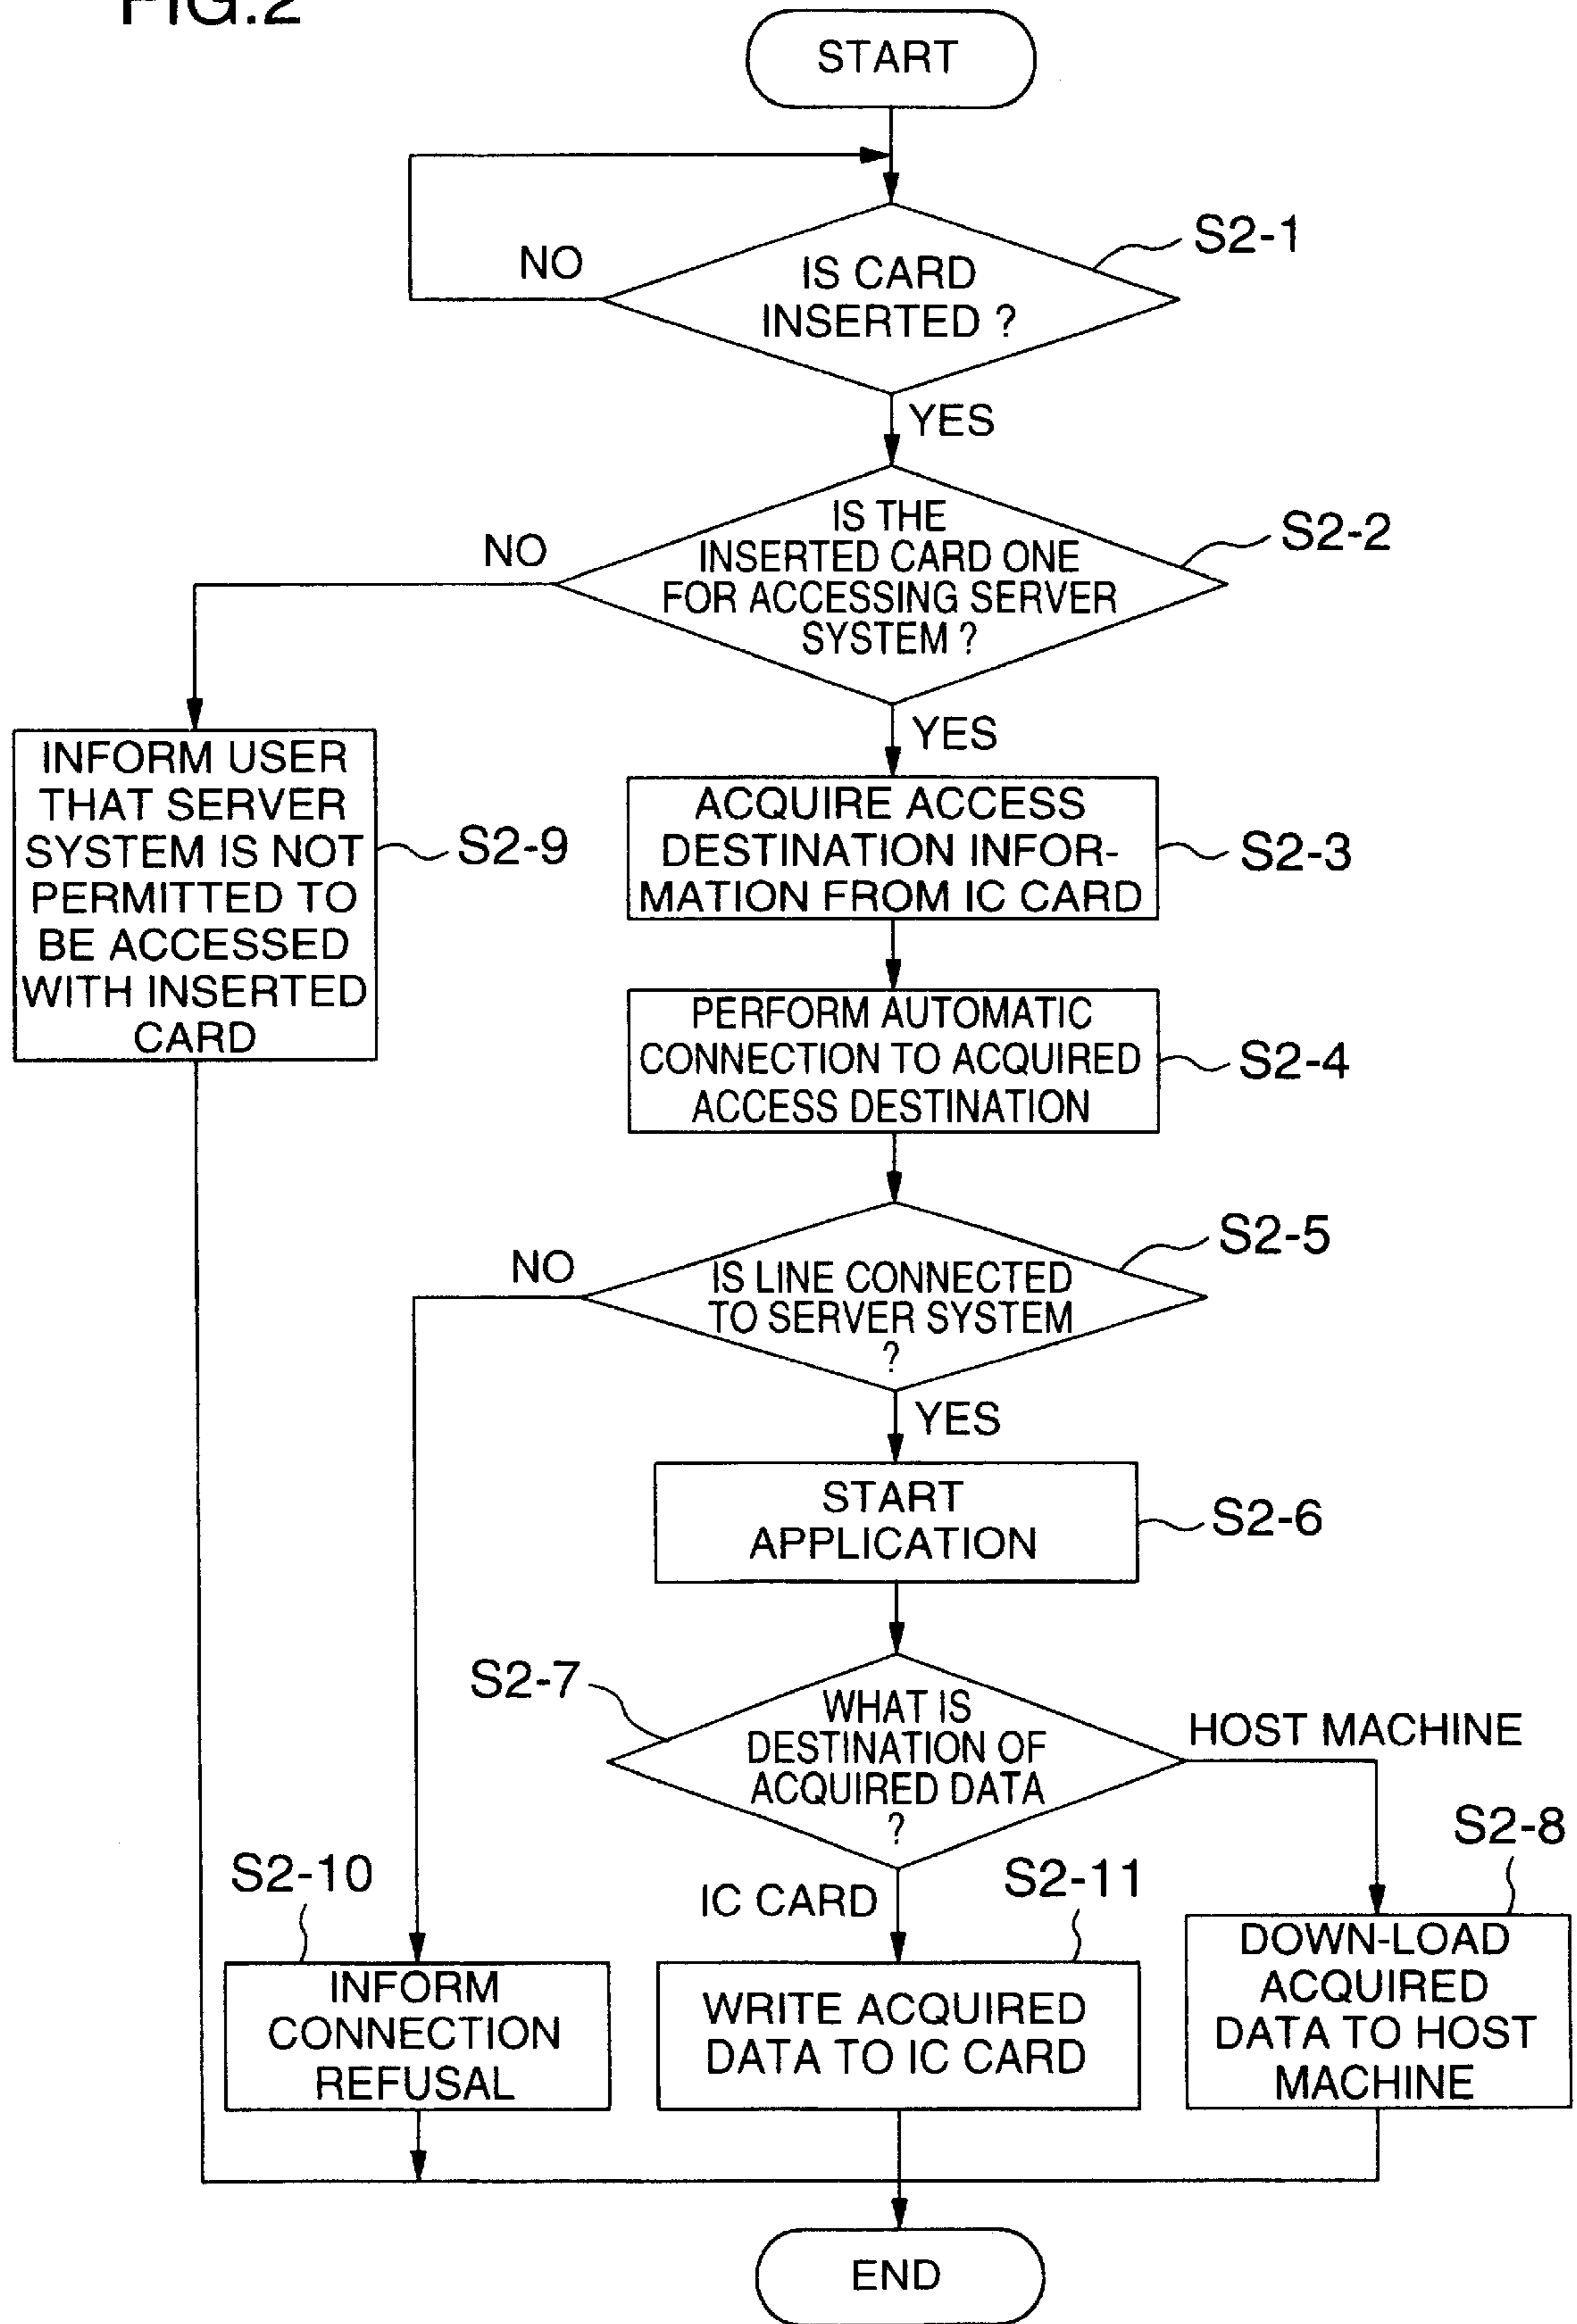 FIG.2
START
S2-1
NO
IS CARD
INSERTED ?
YES
S2-2
NO
IS THE
INSERTED CARD ONE
FOR ACCESSING SERVER
SYSTEM ?
YES
INFORM USER
THAT SERVER
SYSTEM IS NOT
PERMITTED TO
BE ACCESSED
WITH INSERTED
CARD
S2-9
ACQUIRE ACCESS
DESTINATION INFOR-
MATION FROM IC CARD
S2-3
PERFORM AUTOMATIC
CONNECTION TO ACQUIRED
ACCESS DESTINATION
S2-4
S2-5
NO
IS LINE CONNECTED
TO SERVER SYSTEM
?
YES
START
APPLICATION
S2-6
S2-7
WHAT IS
DESTINATION OF
ACQUIRED DATA
?
HOST MACHINE
S2-8
S2-10
IC CARD
S2-11
INFORM
CONNECTION
REFUSAL
WRITE ACQUIRED
DATA TO IC CARD
DOWN-LOAD
ACQUIRED
DATA TO HOST
MACHINE
END